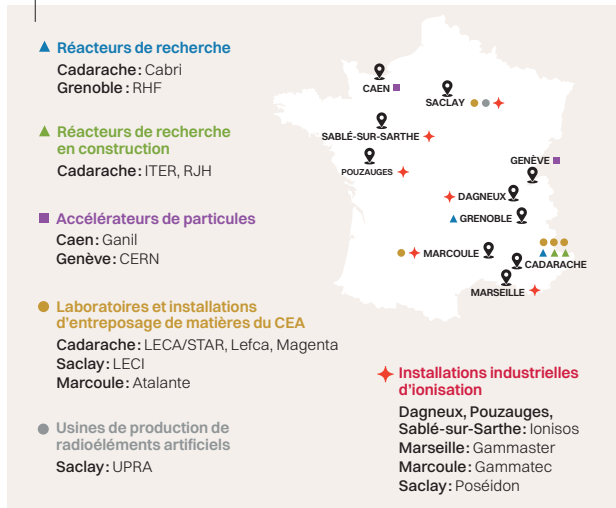 Réacteurs de recherche
Cadarache : Cabri
Grenoble : RHF
Réacteurs de recherche
en construction
Cadarache : ITER, RJH
Accélérateurs de particules
Caen : Ganil
Genève : CERN
Laboratoires et installations
d'entreposage de matières du CEA
Cadarache : LECA/STAR, Lefca, Magenta
Saclay : LECI
Marcoule : Atalante
Usines de production de
radioéléments artificiels
Saclay : UPRA
CAEN
SACLAY
SABLÉ-SUR-SARTHE
POUZAUGES
GENÈVE
DAGNEUX
GRENOBLE
MARCOULE
CADARACHE
MARSEILLE
Installations industrielles
d'ionisation
Dagneux, Pouzauges,
Sablé-sur-Sarthe : Ionisos
Marseille : Gammaster
Marcoule : Gammatec
Saclay : Poséidon